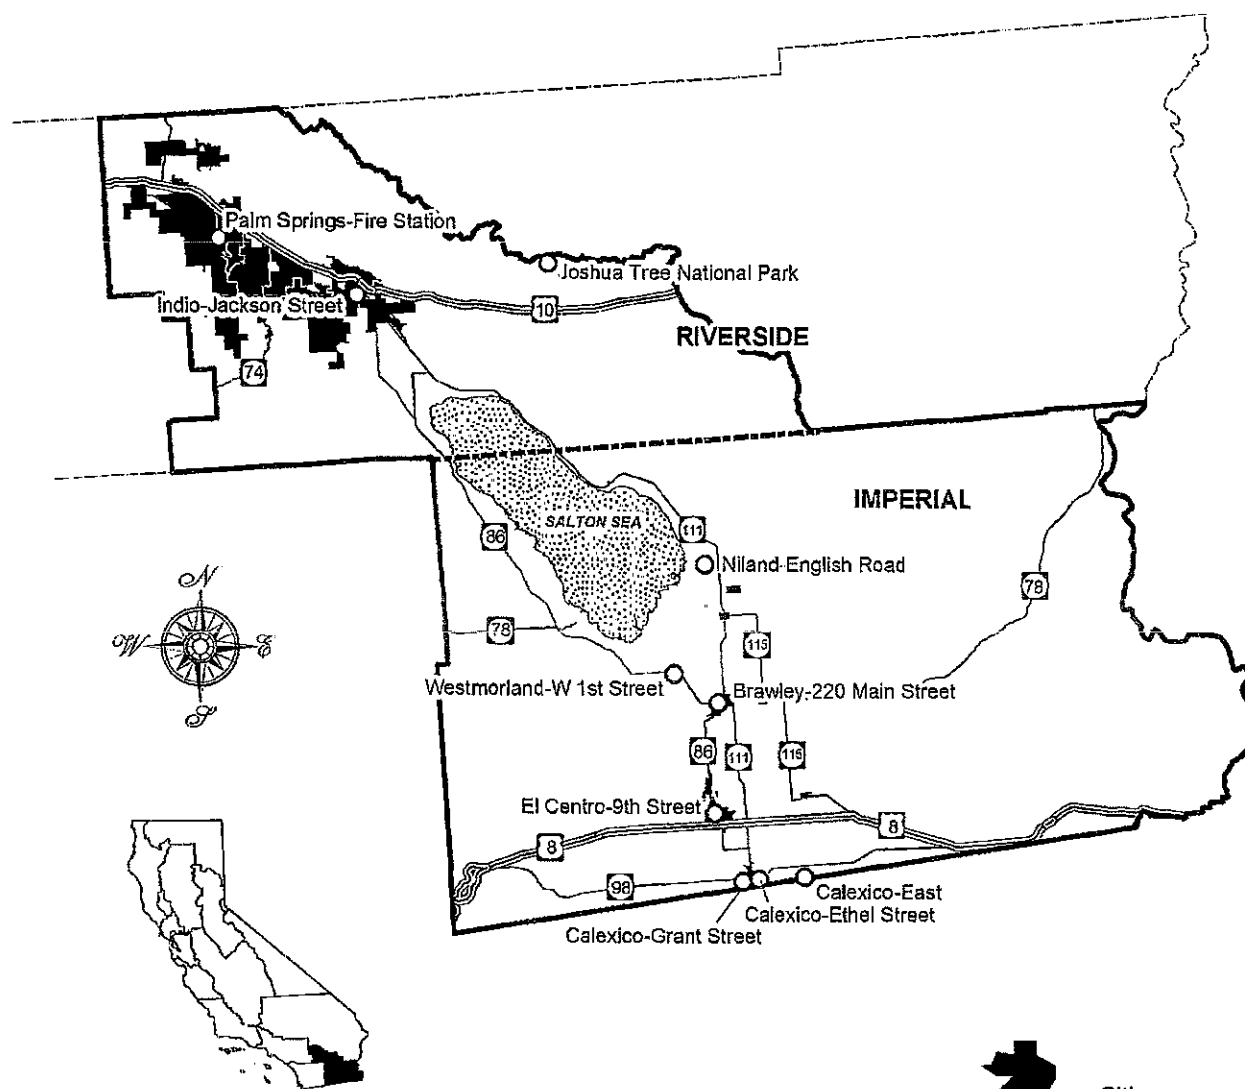 Palm Springs-Fire Station
Joshua Tree National Park
Indio-Jackson Street
10
RIVERSIDE
74
IMPERIAL
SALTON SEA
86
111
Niland-English Road
78
N
W E
S
78
115
Westmorland-W 1st Street
Brawley-220 Main Street
86
111
115
El Centro-9th Street
8
8
98
Calexico-East
Calexico-Ethel Street
Calexico-Grant Street